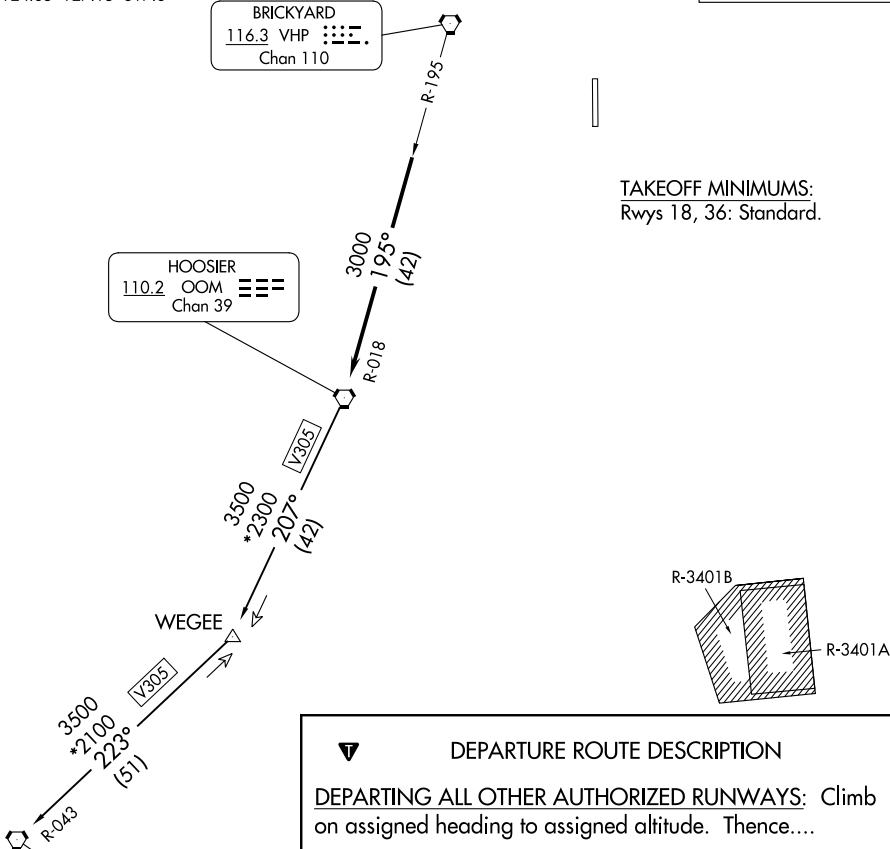 BRICKYARD
116.3 VHP
Chan 110
R-195
TAKEOFF MINIMUMS:
Rwys 18, 36: Standard.
3000
195°
(42)
HOOSIER
110.2 OOM
Chan 39
R-018
V305
3500
*2300
207°
(42)
R-3401B
R-3401A
WEGEE
V305
3500
*2100
223°
(51)
R-043
T DEPARTURE ROUTE DESCRIPTION
DEPARTING ALL OTHER AUTHORIZED RUNWAYS: Climb
on assigned heading to assigned altitude. Thence....